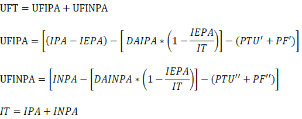 UFT = UFIPA + UFINPA
UFIPA = [(IPA − IEPA) − [DAIPA * (1 − IEPA/IT)] − (PTU' + PF')]
UFINPA = [INPA − [DAINPA * (1 − IEPA/IT)] − (PTU'' + PF'')]
IT = IPA + INPA